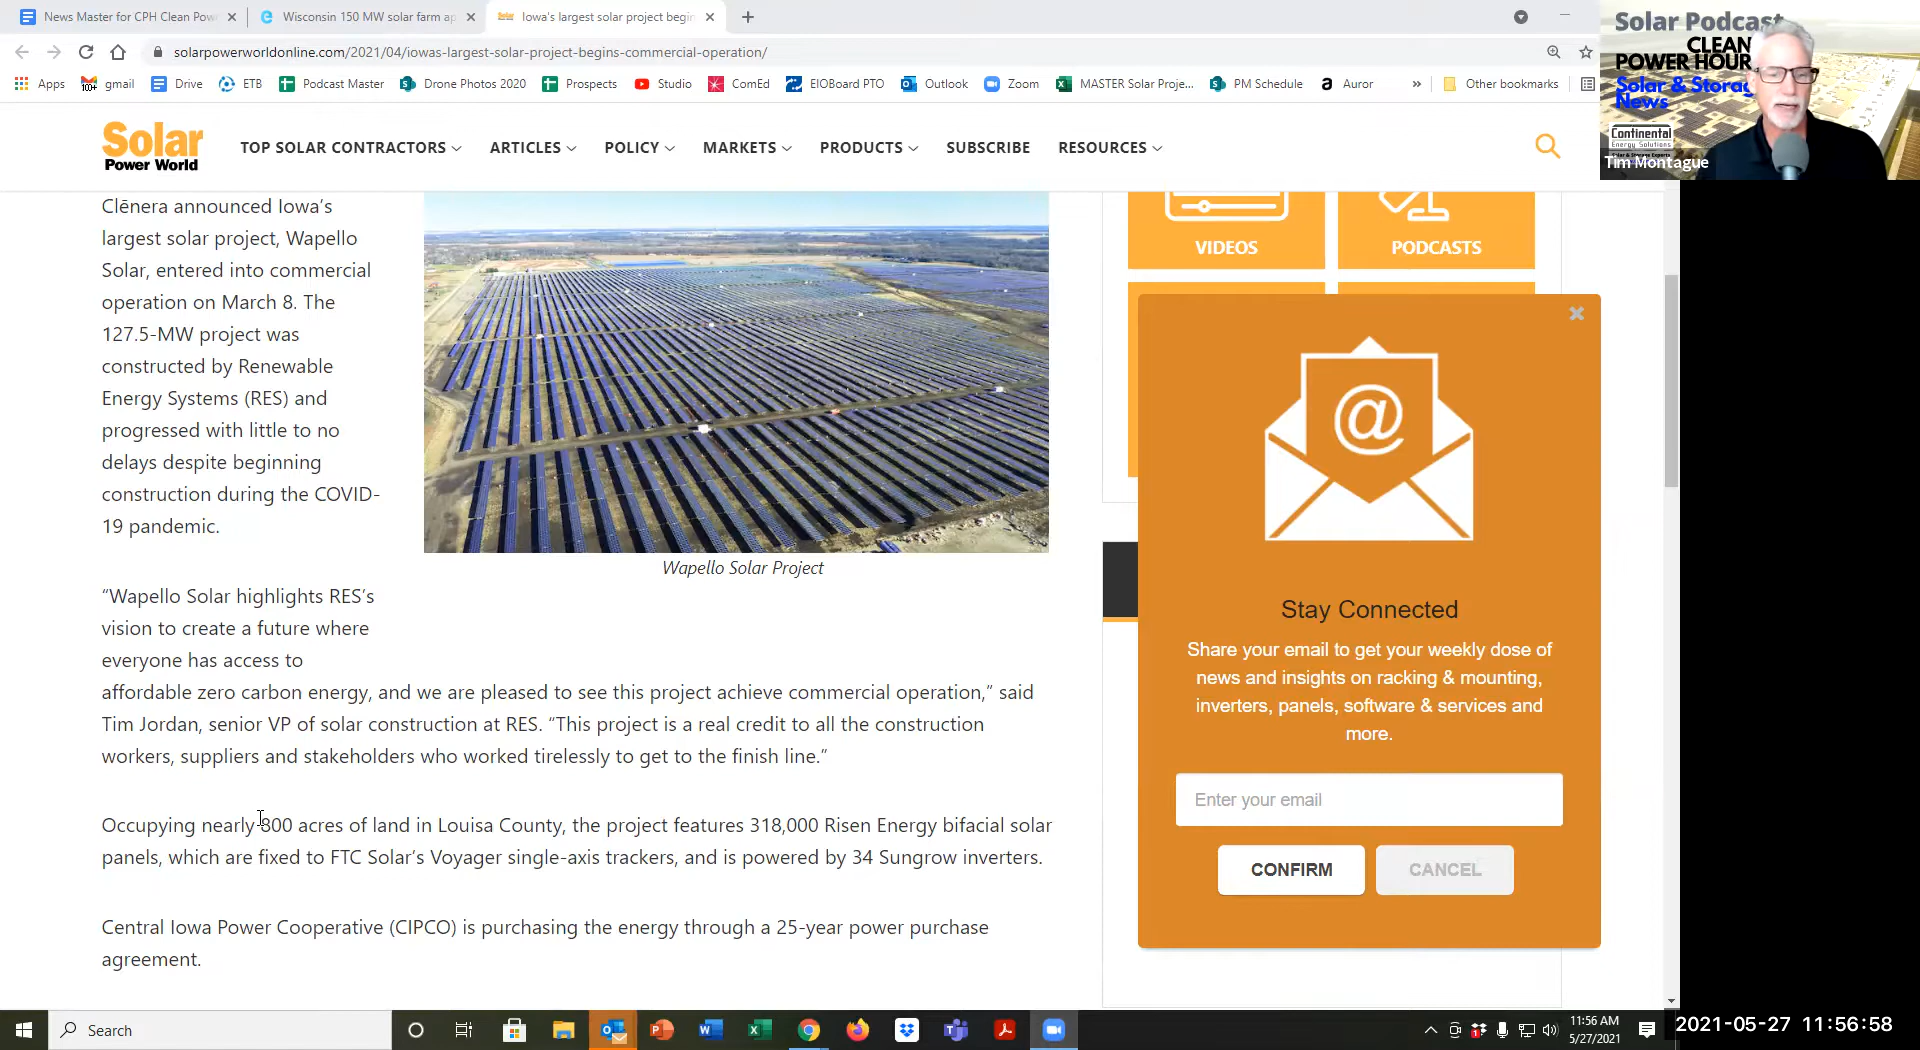 News Master for CPH Clean Pow
Wisconsin 150 MW solar farm ap
Iowa's largest solar project begin
solarpowerworldonline.com/2021/04/iowas-largest-solar-project-begins-commercial-operation/
Apps
gmail
Drive
ETB
Podcast Master
Drone Photos 2020
Prospects
Studio
ComEd
EIOBoard PTO
Outlook
Zoom
MASTER Solar Proje...
PM Schedule
Auror
Other bookmarks
Solar Podcast
CLEAN
POWER HOUR
Solar & Storag
News
Continental
Energy Solutions
Tim Montague
Solar
Power World
TOP SOLAR CONTRACTORS
ARTICLES
POLICY
MARKETS
PRODUCTS
SUBSCRIBE
RESOURCES
Clēnera announced Iowa's
largest solar project, Wapello
Solar, entered into commercial
operation on March 8. The
127.5-MW project was
constructed by Renewable
Energy Systems (RES) and
progressed with little to no
delays despite beginning
construction during the COVID-
19 pandemic.
Wapello Solar Project
“Wapello Solar highlights RES's
vision to create a future where
everyone has access to
affordable zero carbon energy, and we are pleased to see this project achieve commercial operation,” said
Tim Jordan, senior VP of solar construction at RES. “This project is a real credit to all the construction
workers, suppliers and stakeholders who worked tirelessly to get to the finish line.”
Occupying nearly 800 acres of land in Louisa County, the project features 318,000 Risen Energy bifacial solar
panels, which are fixed to FTC Solar's Voyager single-axis trackers, and is powered by 34 Sungrow inverters.
Central Iowa Power Cooperative (CIPCO) is purchasing the energy through a 25-year power purchase
agreement.
VIDEOS
PODCASTS
@
Stay Connected
Share your email to get your weekly dose of
news and insights on racking & mounting,
inverters, panels, software & services and
more.
Enter your email
CONFIRM
CANCEL
Search
11:56 AM
5/27/2021
2021-05-27 11:56:58